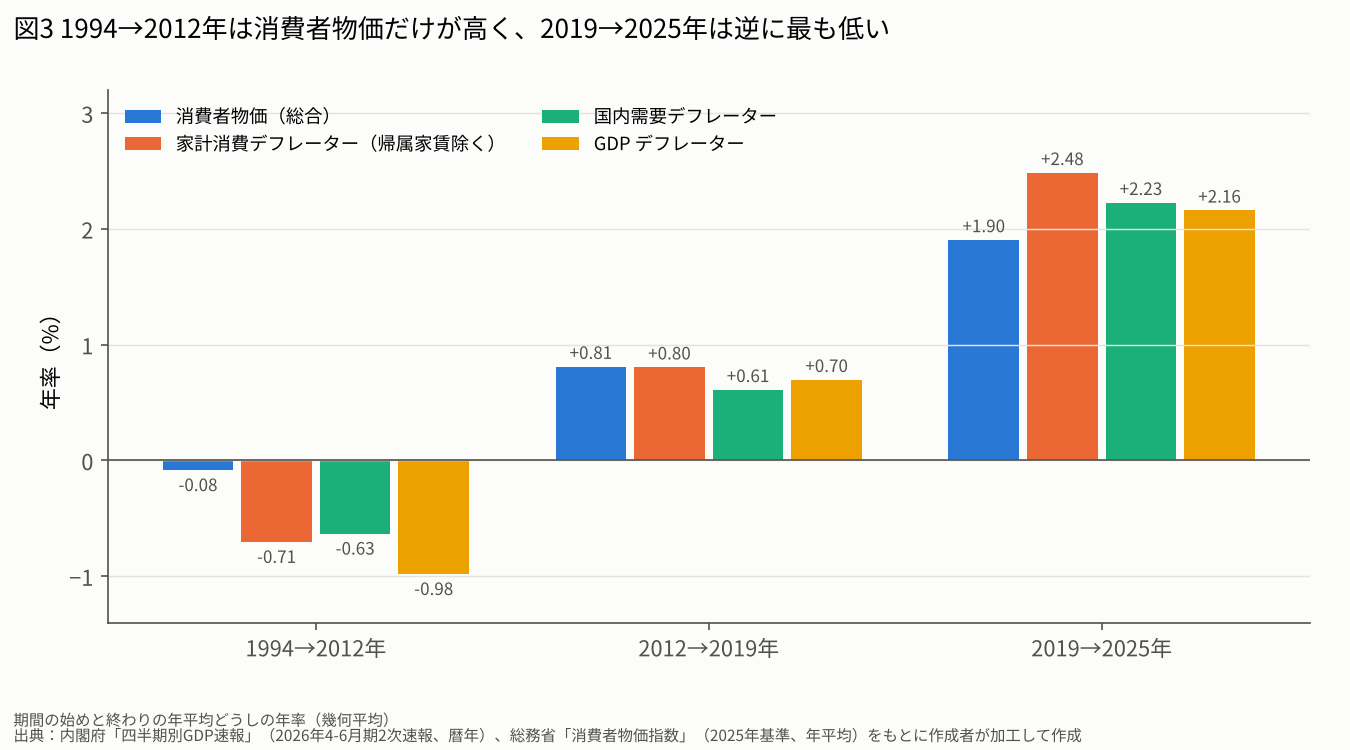 図3 1994→2012年は消費者物価だけが高く、2019→2025年は逆に最も低い
消費者物価（総合）
家計消費デフレーター（帰属家賃除く）
国内需要デフレーター
GDP デフレーター
年率（%）
3
2
1
0
−1
-0.08
-0.71
-0.63
-0.98
+0.81
+0.80
+0.61
+0.70
+1.90
+2.48
+2.23
+2.16
1994→2012年
2012→2019年
2019→2025年
期間の始めと終わりの年平均どうしの年率（幾何平均）
出典：内閣府「四半期別GDP速報」（2026年4-6月期2次速報、暦年）、総務省「消費者物価指数」（2025年基準、年平均）をもとに作成者が加工して作成